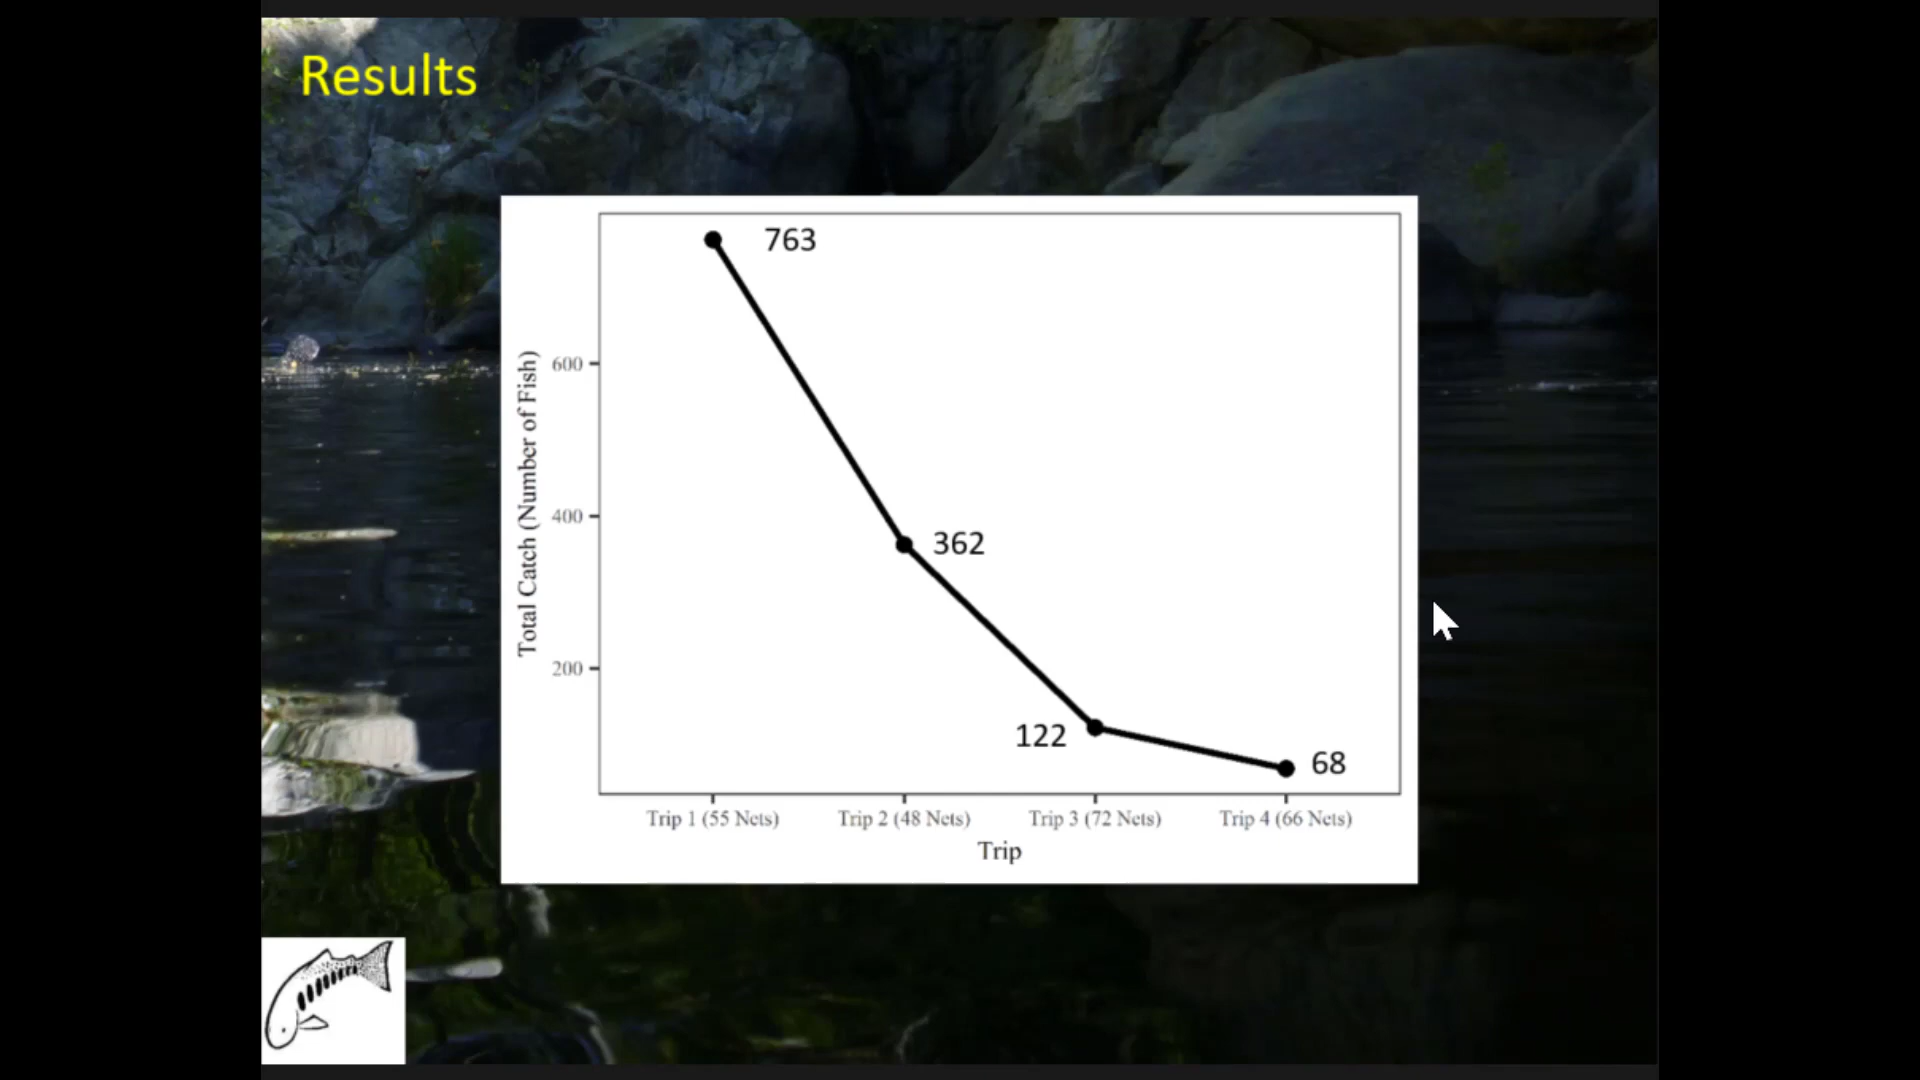 Results
763
600
400
200
Total Catch (Number of Fish)
362
122
68
Trip 1 (55 Nets)
Trip 2 (48 Nets)
Trip 3 (72 Nets)
Trip 4 (66 Nets)
Trip